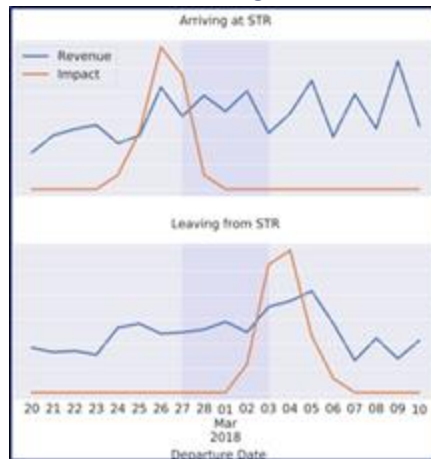 Arriving at STR
Revenue
Impact
Leaving from STR
20 21 22 23 24 25 26 27 28 01 02 03 04 05 06 07 08 09 10
Mar
2018
Departure Date